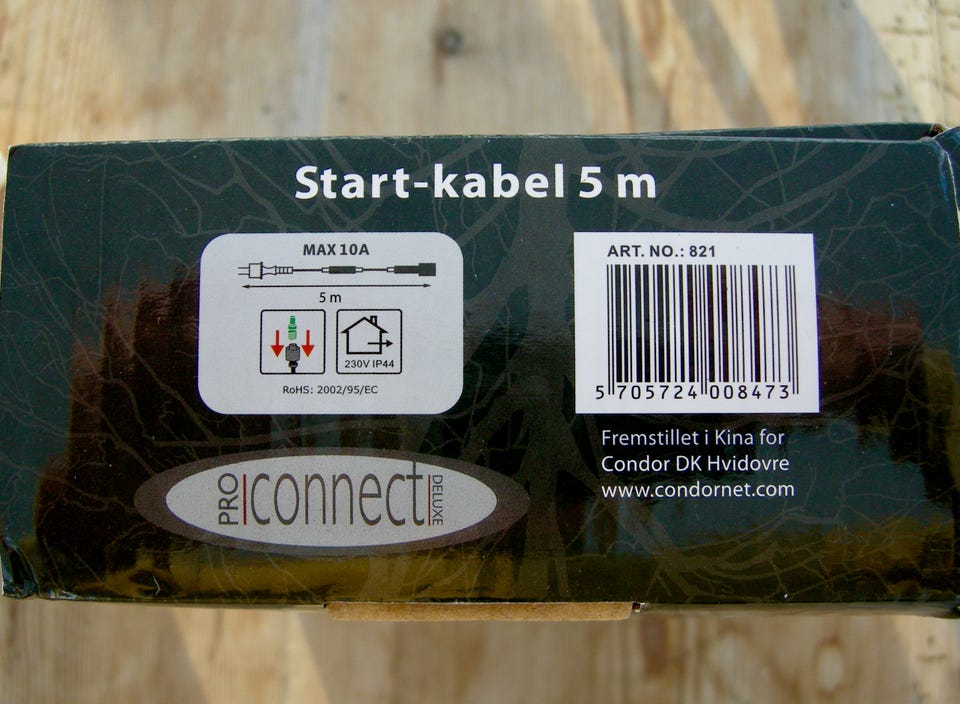 Start-kabel 5 m
MAX 10A
5 m
230V IP44
RoHS: 2002/95/EC
ART. NO.: 821
5 705724 008473
Fremstillet i Kina for
Condor DK Hvidovre
www.condornet.com
PRO connect DELUXE